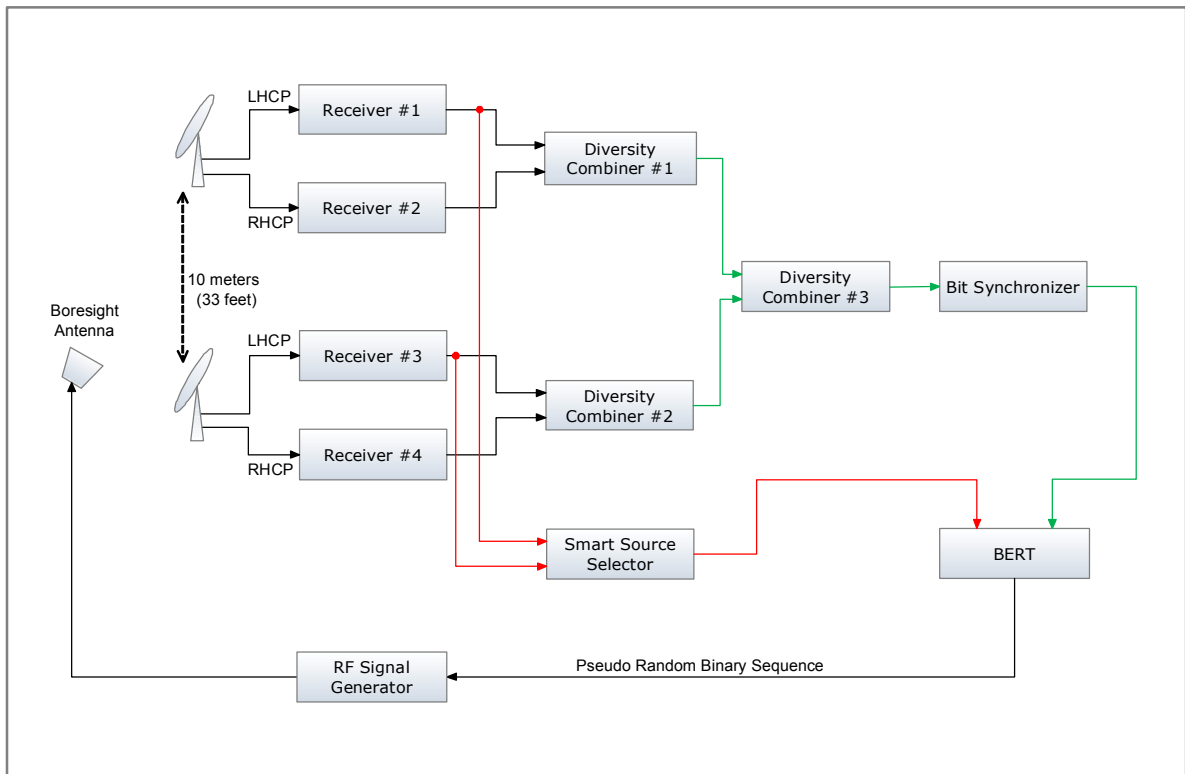 LHCP
Receiver #1
Diversity
Combiner #1
Receiver #2
RHCP
10 meters
(33 feet)
Diversity
Combiner #3
Bit Synchronizer
Boresight
Antenna
LHCP
Receiver #3
Diversity
Combiner #2
Receiver #4
RHCP
Smart Source
Selector
BERT
Pseudo Random Binary Sequence
RF Signal
Generator